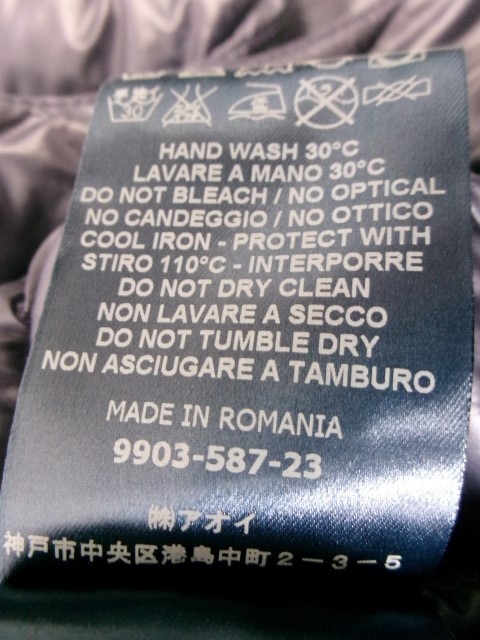 30
HAND WASH 30°C
LAVARE A MANO 30°C
DO NOT BLEACH / NO OPTICAL
NO CANDEGGIO / NO OTTICO
COOL IRON - PROTECT WITH
STIRO 110°C - INTERPORRE
DO NOT DRY CLEAN
NON LAVARE A SECCO
DO NOT TUMBLE DRY
NON ASCIUGARE A TAMBURO
MADE IN ROMANIA
9903-587-23
㈱アオイ
神戸市中央区港島中町2-3-5